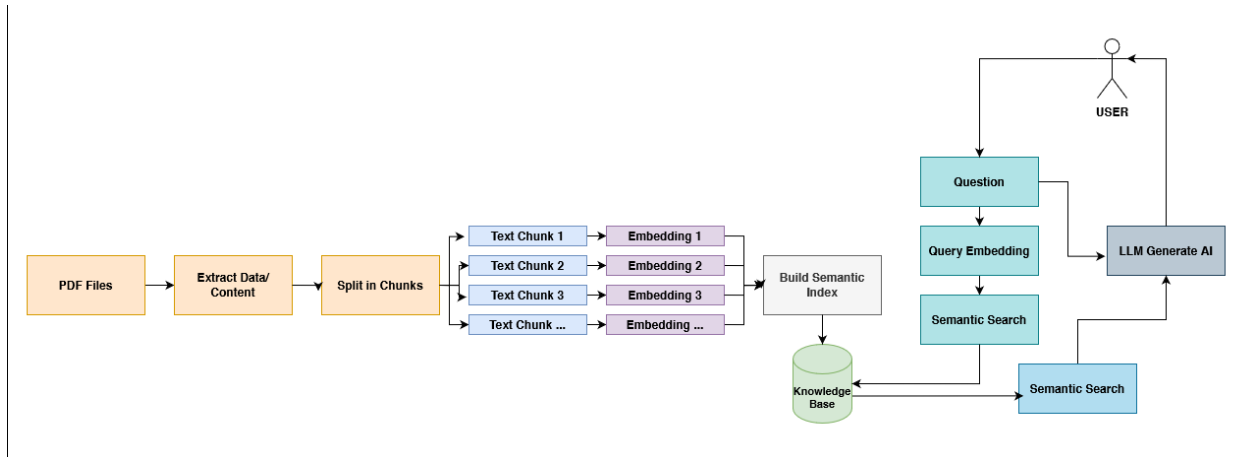 PDF Files
Extract Data/
Content
Split in Chunks
Text Chunk 1
Embedding 1
Text Chunk 2
Embedding 2
Text Chunk 3
Embedding 3
Text Chunk ...
Embedding ...
Build Semantic
Index
Knowledge
Base
USER
Question
Query Embedding
Semantic Search
Semantic Search
LLM Generate AI